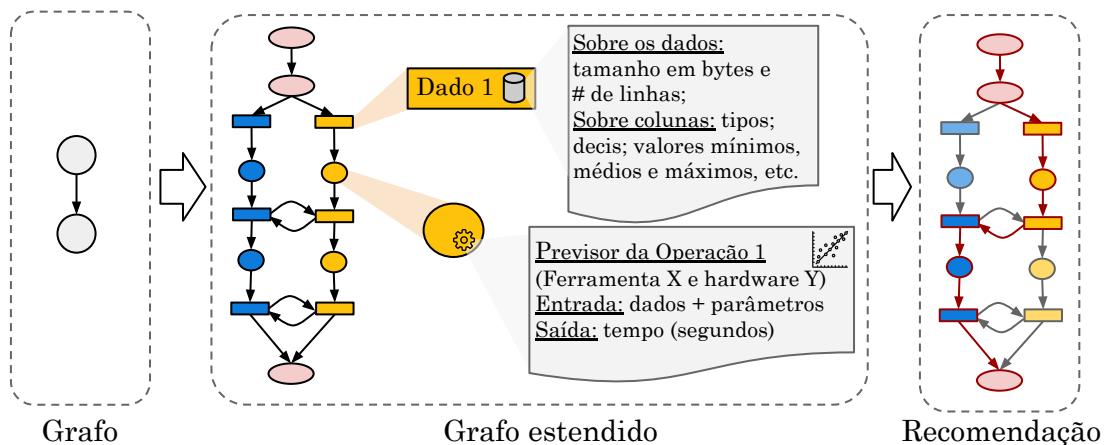 Dado 1
Sobre os dados:
tamanho em bytes e
# de linhas;
Sobre colunas: tipos;
decis; valores mínimos,
médios e máximos, etc.
Previsor da Operação 1
(Ferramenta X e hardware Y)
Entrada: dados + parâmetros
Saída: tempo (segundos)
Grafo
Grafo estendido
Recomendação